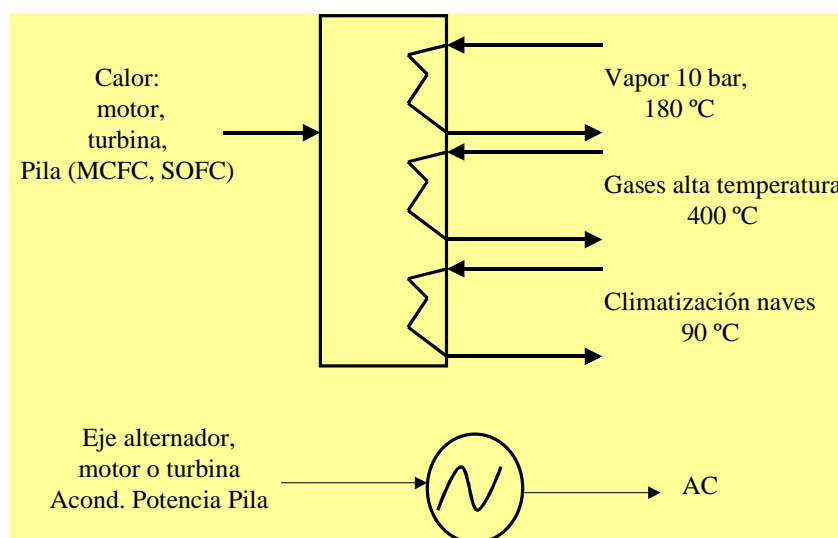 Calor:
motor,
turbina,
Pila (MCFC, SOFC)
Vapor 10 bar,
180 ºC
Gases alta temperatura
400 ºC
Climatización naves
90 ºC
Eje alternador,
motor o turbina
Acond. Potencia Pila
AC